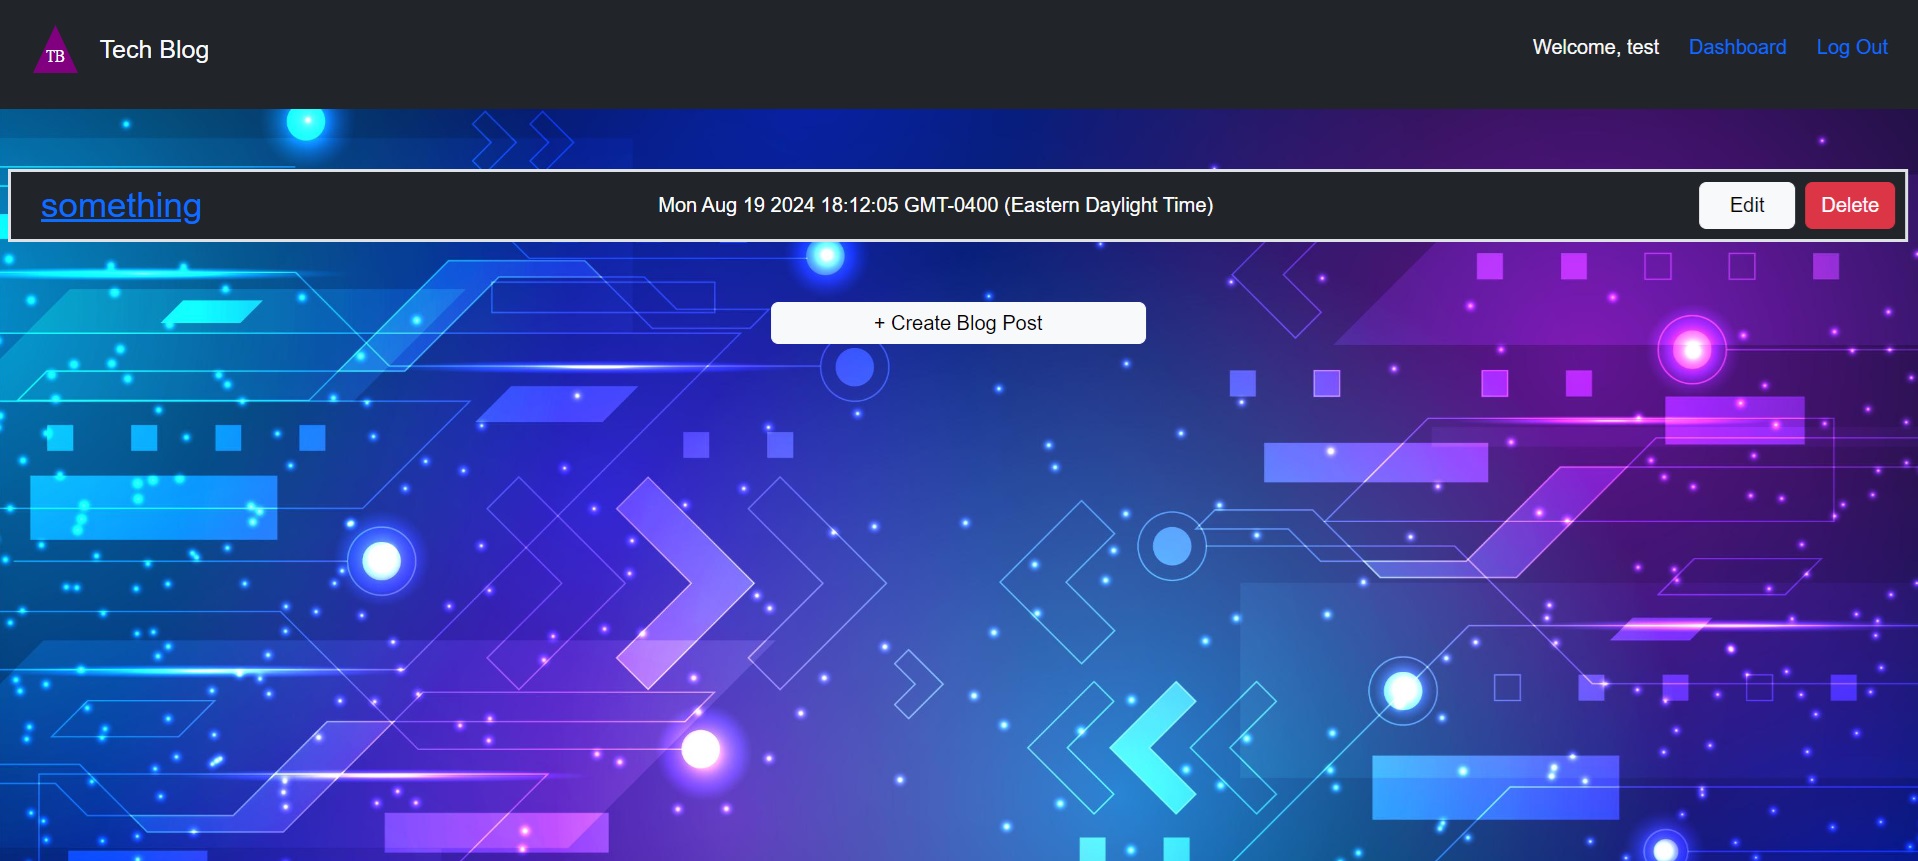 TB
Tech Blog
Welcome, test
Dashboard
Log Out
something
Mon Aug 19 2024 18:12:05 GMT-0400 (Eastern Daylight Time)
Edit
Delete
+ Create Blog Post